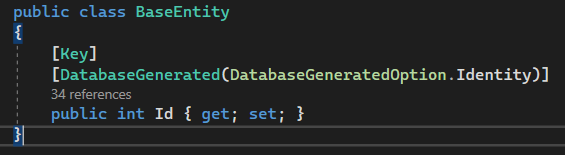 public class BaseEntity
{
[Key]
[DatabaseGenerated(DatabaseGeneratedOption.Identity)]
34 references
public int Id { get; set; }
}